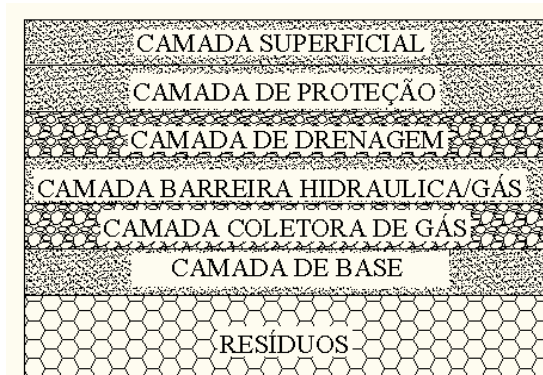 CAMADA SUPERFICIAL
CAMADA DE PROTEÇÃO
CAMADA DE DRENAGEM
CAMADA BARREIRA HIDRAULICA/GÁS
CAMADA COLETORA DE GÁS
CAMADA DE BASE
RESÍDUOS